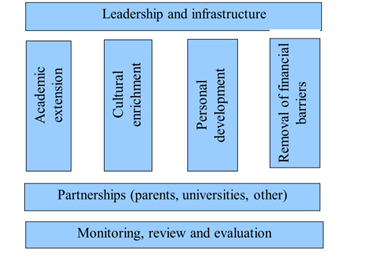 Leadership and infrastructure
Academic
extension
Cultural
enrichment
Personal
development
Removal of financial
barriers
Partnerships (parents, universities, other)
Monitoring, review and evaluation